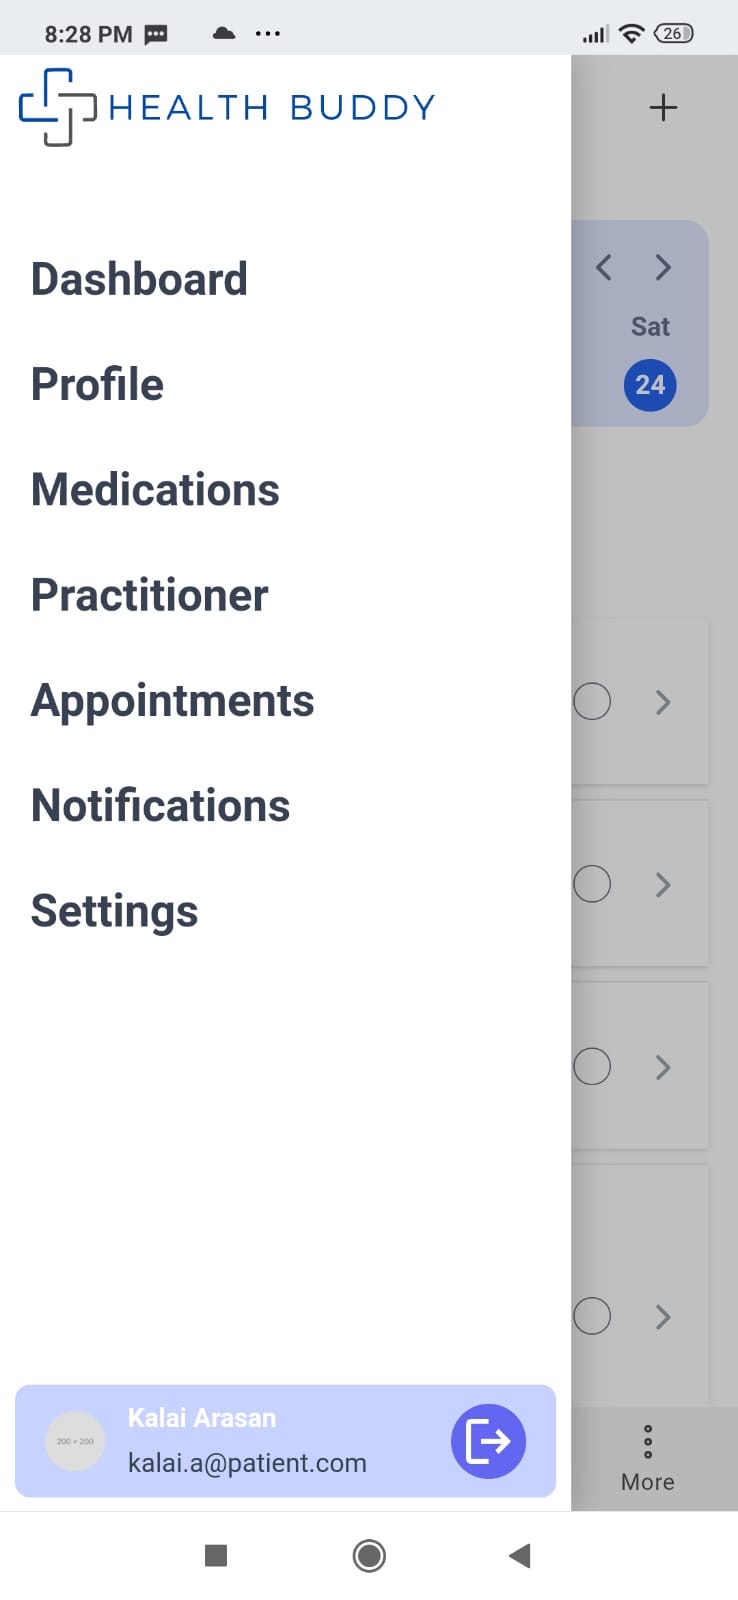 8:28 PM
26
HEALTH BUDDY
Dashboard
Profile
Medications
Practitioner
Appointments
Notifications
Settings
Sat
24
200 × 200
Kalai Arasan
kalai.a@patient.com
More